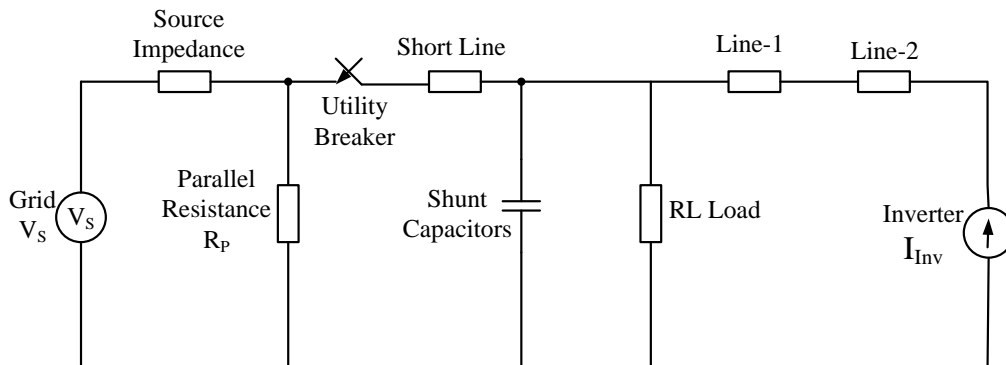 Source
Impedance
Short Line
Line-1
Line-2
Utility
Breaker
Grid
V_S
V_S
Parallel
Resistance
R_P
Shunt
Capacitors
RL Load
Inverter
I_Inv